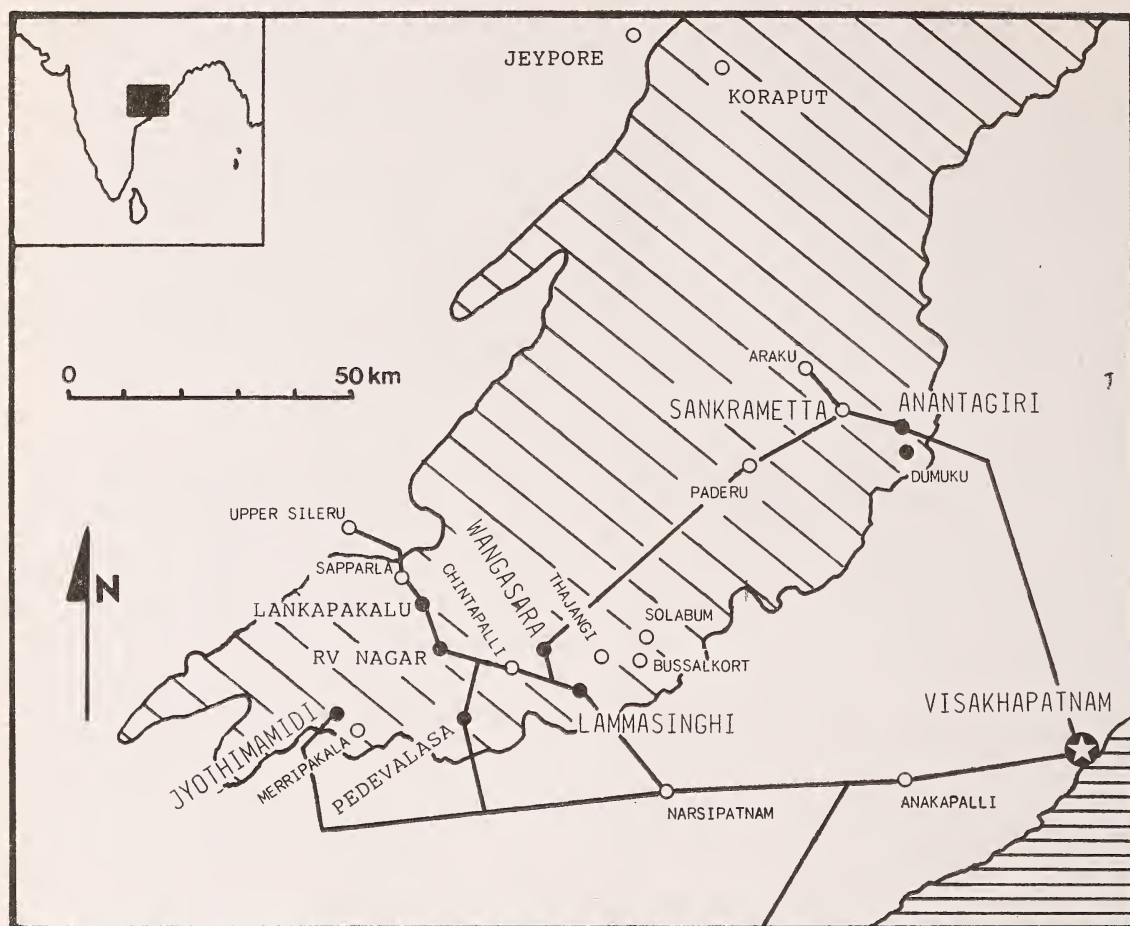 JEYPORE
KORAPUT
0 50 km
ARAKU
SANKRAMETTA
ANANTAGIRI
DUMUKU
PADERU
UPPER SILERU
N
SAPPARLA
WANGASARA
CHINTAPALLI
THAJANGI
LANKAPAKALU
SOLABUM
RV NAGAR
BUSSALKORT
LAMMASINGHI
VISAKHAPATNAM
JYOTHIMAMIDI
MERRIPAKALA
PEDEVALASA
NARSIPATNAM
ANAKAPALLI